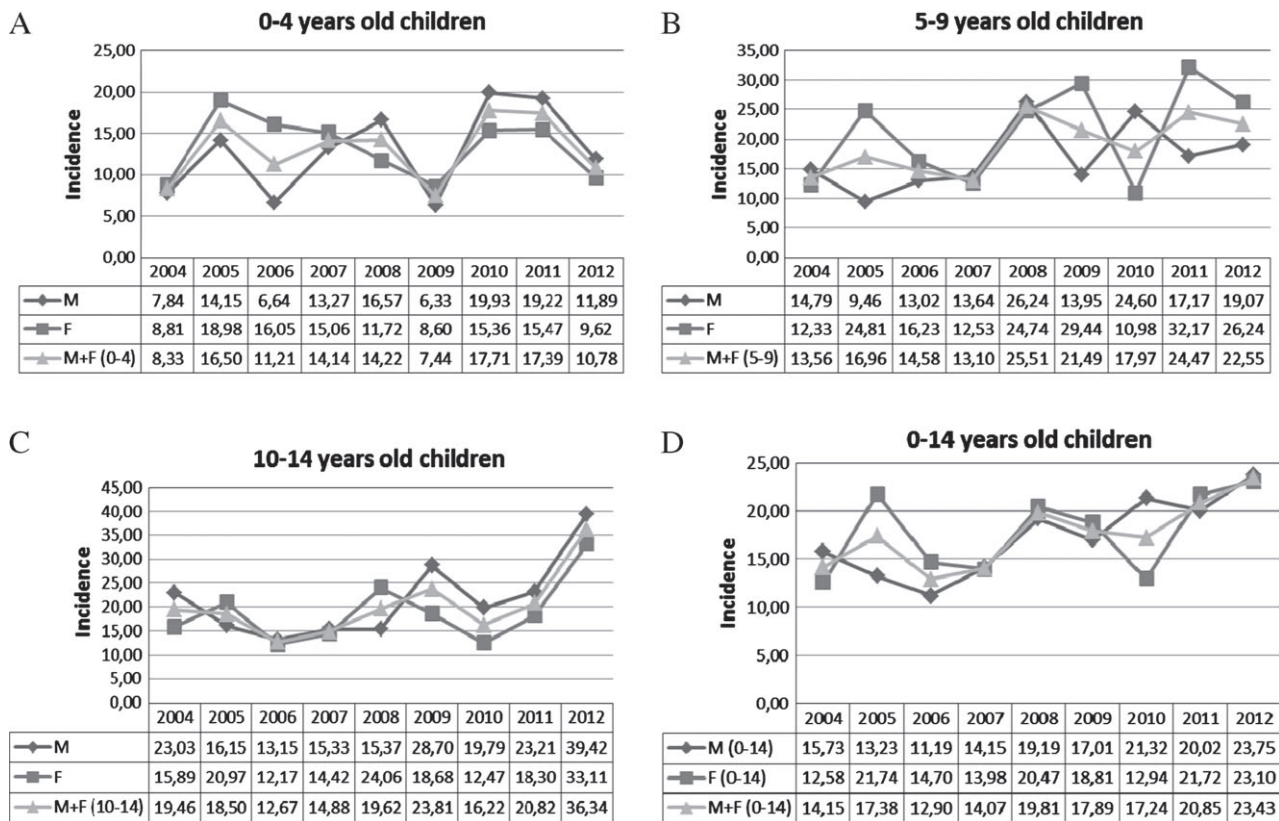 A
0-4 years old children
Incidence
25,00
20,00
15,00
10,00
5,00
0,00
2004 2005 2006 2007 2008 2009 2010 2011 2012
M 7,84 14,15 6,64 13,27 16,57 6,33 19,93 19,22 11,89
F 8,81 18,98 16,05 15,06 11,72 8,60 15,36 15,47 9,62
M+F (0-4) 8,33 16,50 11,21 14,14 14,22 7,44 17,71 17,39 10,78
B
5-9 years old children
Incidence
35,00
30,00
25,00
20,00
15,00
10,00
5,00
0,00
2004 2005 2006 2007 2008 2009 2010 2011 2012
M 14,79 9,46 13,02 13,64 26,24 13,95 24,60 17,17 19,07
F 12,33 24,81 16,23 12,53 24,74 29,44 10,98 32,17 26,24
M+F (5-9) 13,56 16,96 14,58 13,10 25,51 21,49 17,97 24,47 22,55
C
10-14 years old children
Incidence
45,00
40,00
35,00
30,00
25,00
20,00
15,00
10,00
5,00
0,00
2004 2005 2006 2007 2008 2009 2010 2011 2012
M 23,03 16,15 13,15 15,33 15,37 28,70 19,79 23,21 39,42
F 15,89 20,97 12,17 14,42 24,06 18,68 12,47 18,30 33,11
M+F (10-14) 19,46 18,50 12,67 14,88 19,62 23,81 16,22 20,82 36,34
D
0-14 years old children
Incidence
25,00
20,00
15,00
10,00
5,00
0,00
2004 2005 2006 2007 2008 2009 2010 2011 2012
M (0-14) 15,73 13,23 11,19 14,15 19,19 17,01 21,32 20,02 23,75
F (0-14) 12,58 21,74 14,70 13,98 20,47 18,81 12,94 21,72 23,10
M+F (0-14) 14,15 17,38 12,90 14,07 19,81 17,89 17,24 20,85 23,43